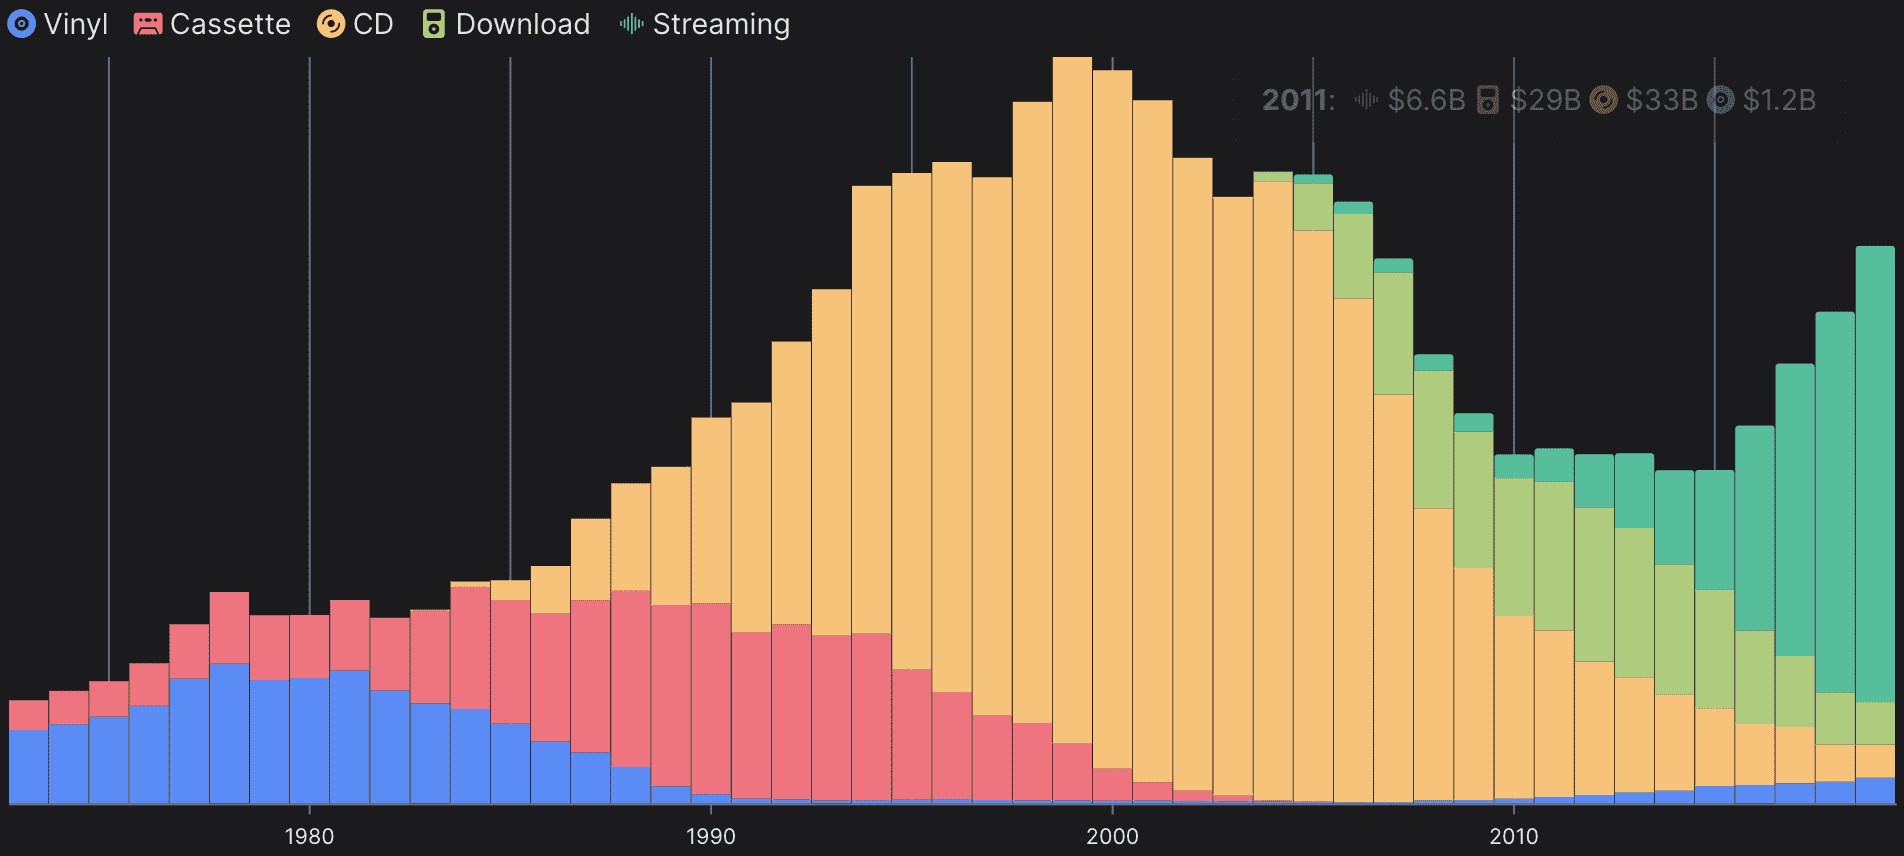 Vinyl Cassette CD Download Streaming
2011: $6.6B $29B $33B $1.2B
1980 1990 2000 2010